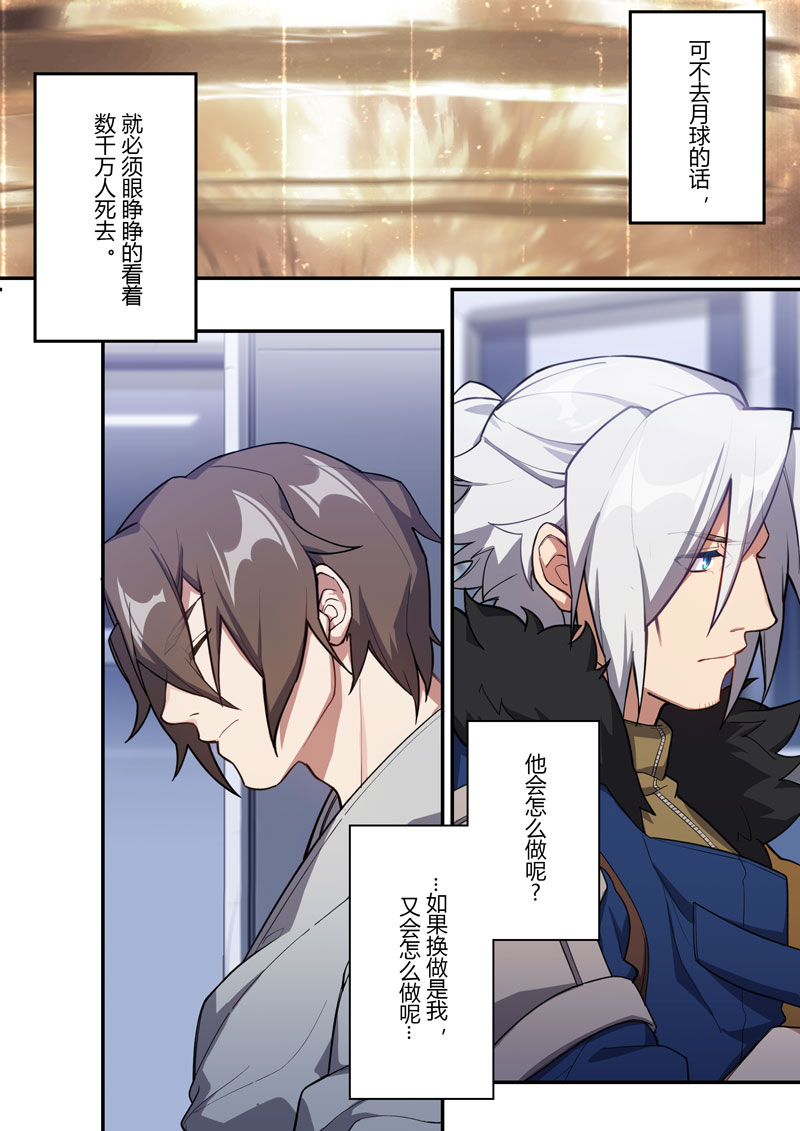 可不去月球的话，
就必须眼睁睁的看着
数千万人死去。
他会怎么做呢?
…如果换做是我，
又会怎么做呢…